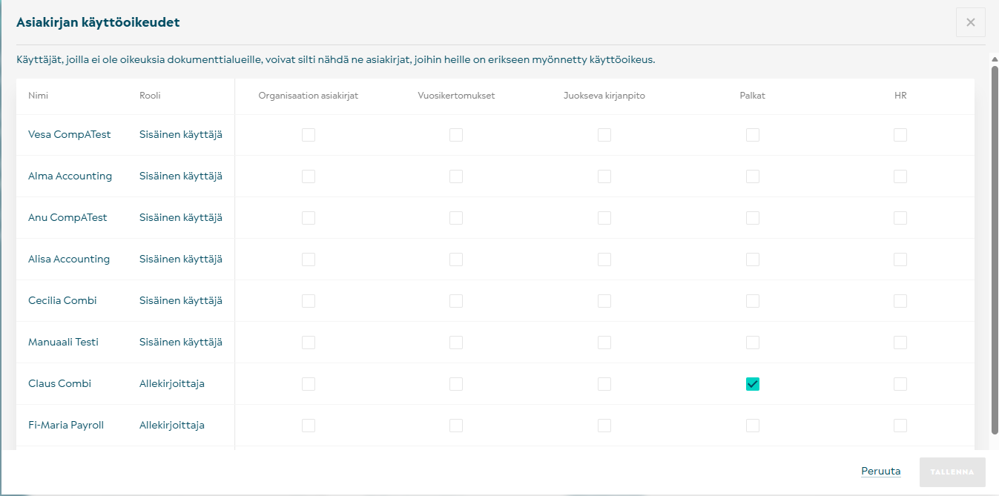 Asiakirjan käyttöoikeudet
Käyttäjät, joilla ei ole oikeuksia dokumenttialueille, voivat silti nähdä ne asiakirjat, joihin heille on erikseen myönnetty käyttöoikeus.
Nimi Rooli Organisaation asiakirjat Vuosikertomukset Juokseva kirjanpito Palkat HR
Vesa CompATest Sisäinen käyttäjä
Alma Accounting Sisäinen käyttäjä
Anu CompATest Sisäinen käyttäjä
Alisa Accounting Sisäinen käyttäjä
Cecilia Combi Sisäinen käyttäjä
Manuaali Testi Sisäinen käyttäjä
Claus Combi Allekirjoittaja
Fi-Maria Payroll Allekirjoittaja
Peruuta TALLENNA